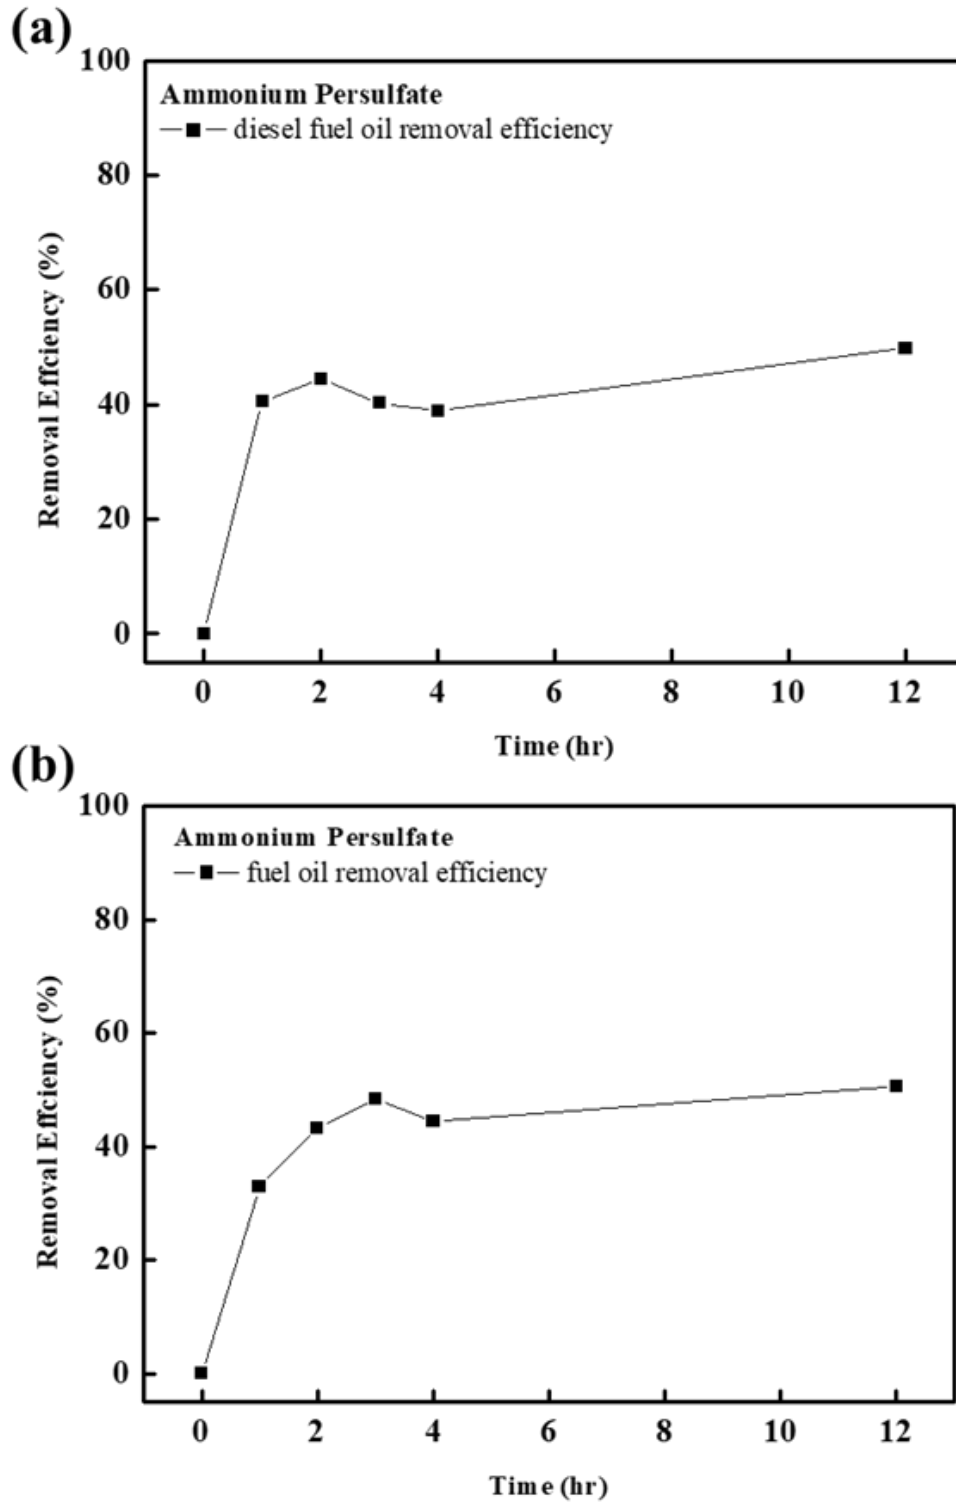 (a)
100
Ammonium Persulfate
diesel fuel oil removal efficiency
80
60
40
20
0
Removal Effciency (%)
0 2 4 6 8 10 12
Time (hr)
(b)
100
Ammonium Persulfate
fuel oil removal efficiency
80
60
40
20
0
Removal Effciency (%)
0 2 4 6 8 10 12
Time (hr)